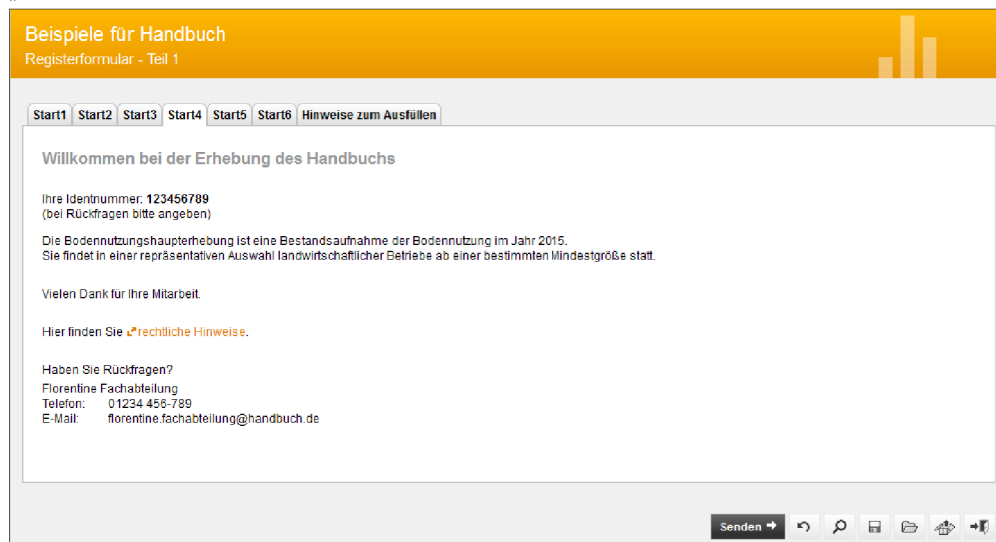 Beispiele für Handbuch
Registerformular - Teil 1
Start1 Start2 Start3 Start4 Start5 Start6 Hinweise zum Ausfüllen
Willkommen bei der Erhebung des Handbuchs
Ihre Identnummer: 123456789
(bei Rückfragen bitte angeben)
Die Bodennutzungshaupterhebung ist eine Bestandsaufnahme der Bodennutzung im Jahr 2015.
Sie findet in einer repräsentativen Auswahl landwirtschaftlicher Betriebe ab einer bestimmten Mindestgröße statt.
Vielen Dank für Ihre Mitarbeit.
Hier finden Sie rechtliche Hinweise.
Haben Sie Rückfragen?
Florentine Fachabteilung
Telefon: 01234 456-789
E-Mail: florentine.fachabteilung@handbuch.de
Senden